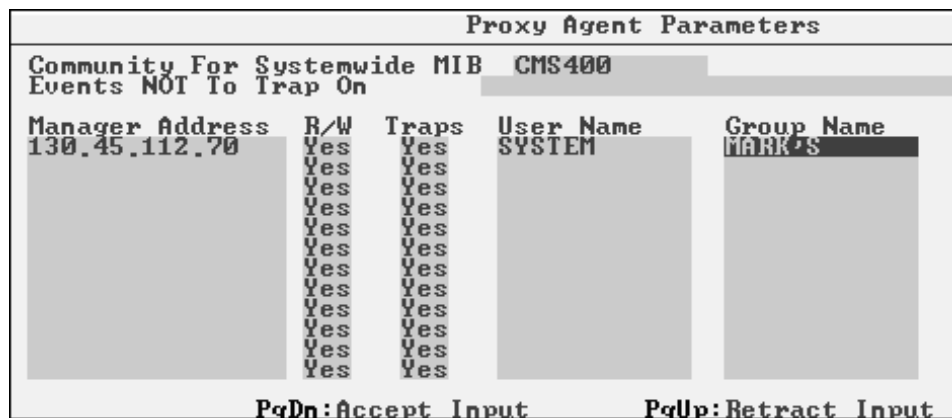 Proxy Agent Parameters
Community For Systemwide MIB CMS400
Events NOT To Trap On
Manager Address R/W Traps User Name Group Name
130.45.112.70 Yes Yes SYSTEM MARK'S
Yes Yes
Yes Yes
Yes Yes
Yes Yes
Yes Yes
Yes Yes
Yes Yes
Yes Yes
Yes Yes
Yes Yes
Yes Yes
PgDn:Accept Input PgUp:Retract Input